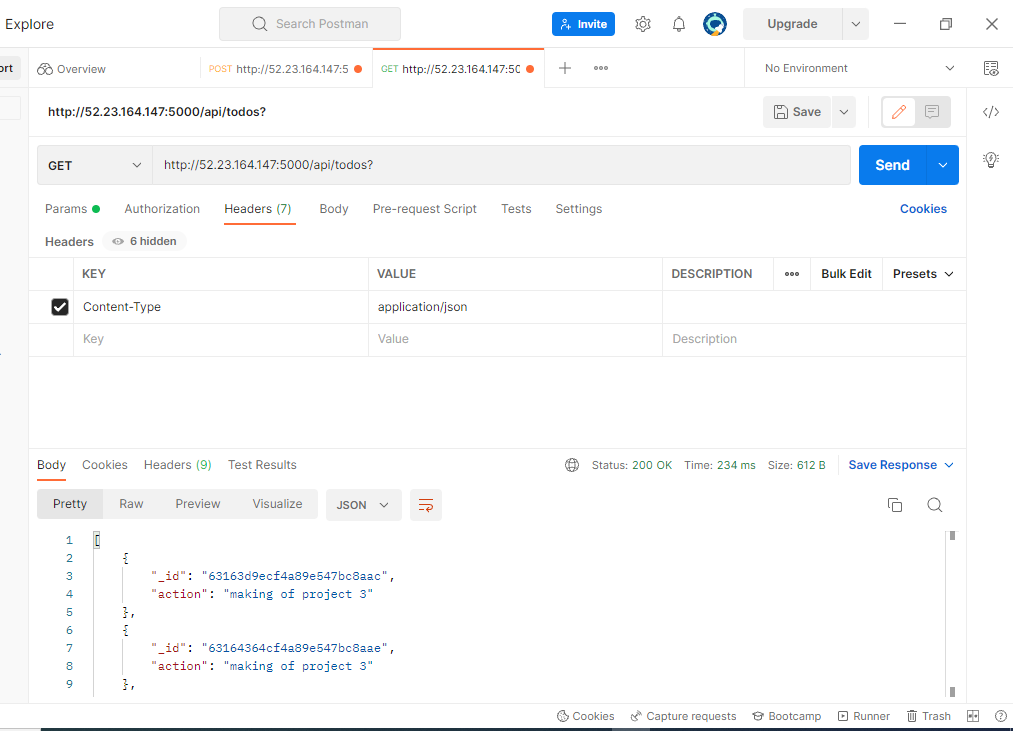 Explore
Search Postman
Invite
Upgrade
ort
Overview
POST http://52.23.164.147:5
GET http://52.23.164.147:50
No Environment
http://52.23.164.147:5000/api/todos?
Save
GET
http://52.23.164.147:5000/api/todos?
Send
Params
Authorization
Headers (7)
Body
Pre-request Script
Tests
Settings
Cookies
Headers
6 hidden
KEY
VALUE
DESCRIPTION
Bulk Edit
Presets
Content-Type
application/json
Key
Value
Description
Body
Cookies
Headers (9)
Test Results
Status: 200 OK
Time: 234 ms
Size: 612 B
Save Response
Pretty
Raw
Preview
Visualize
JSON
1 [
2 {
3 "_id": "63163d9ecf4a89e547bc8aac",
4 "action": "making of project 3"
5 },
6 {
7 "_id": "63164364cf4a89e547bc8aae",
8 "action": "making of project 3"
9 },
Cookies
Capture requests
Bootcamp
Runner
Trash